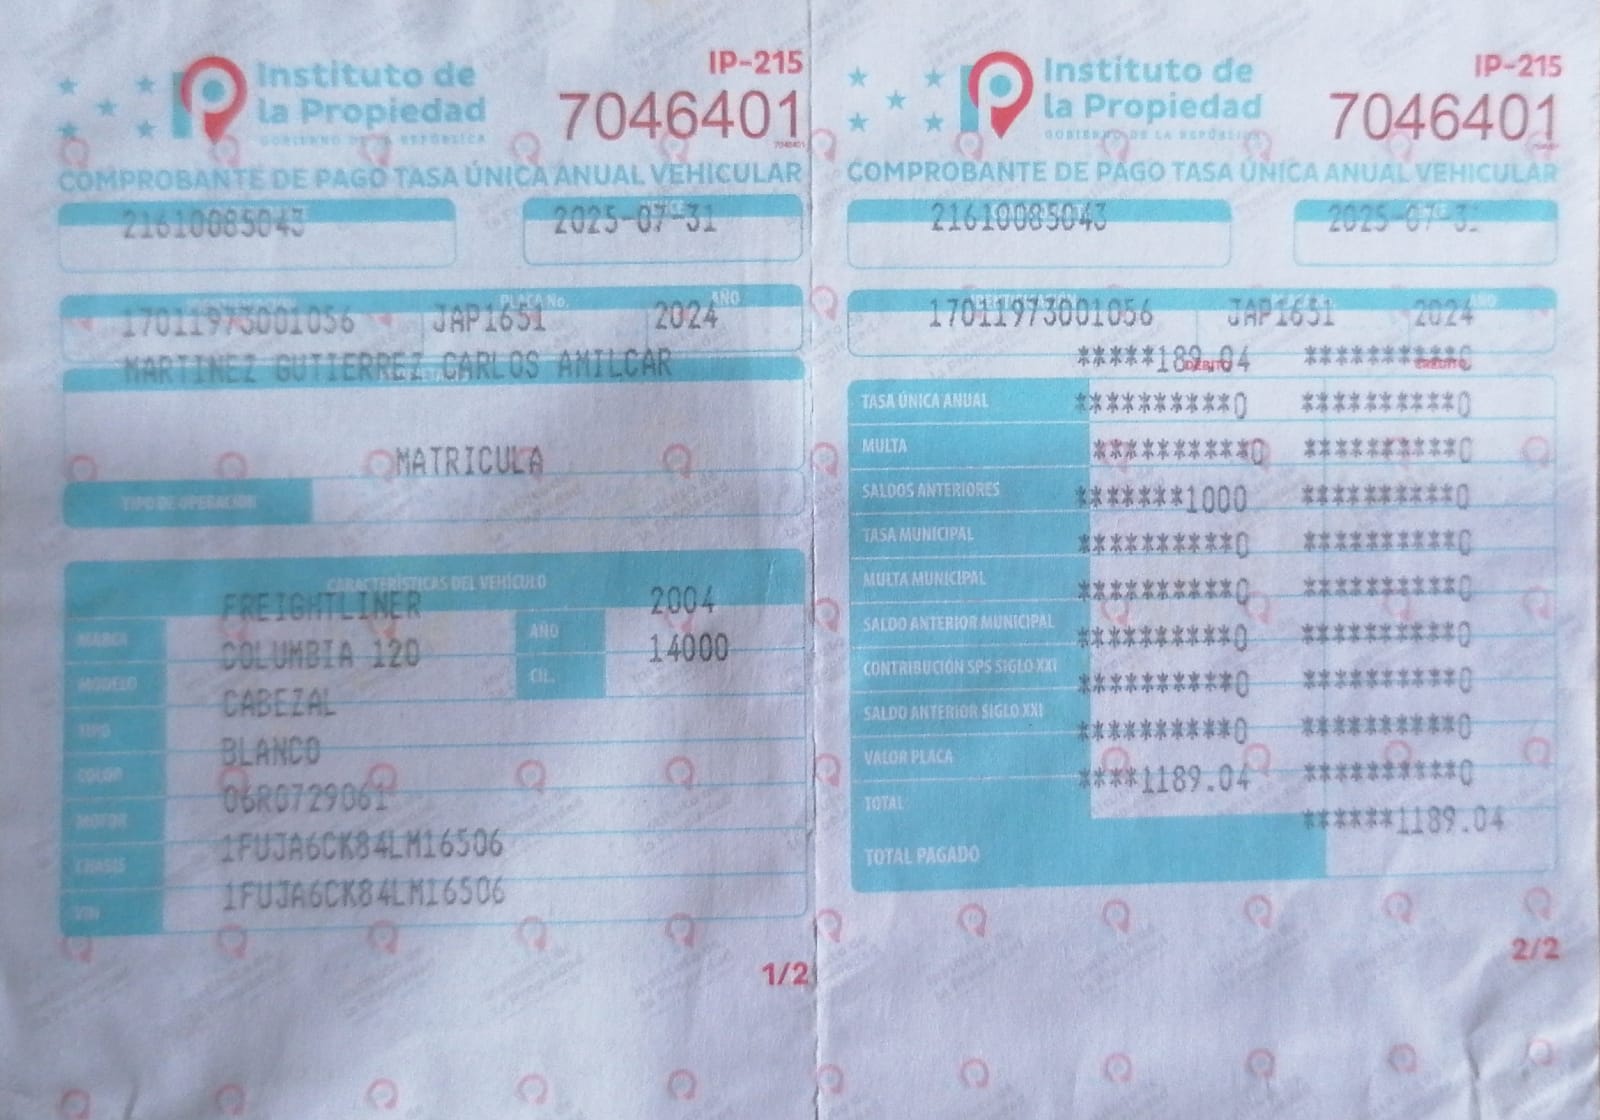 Instituto de
la Propiedad
GOBIERNO DE LA REPÚBLICA
IP-215
7046401
7046401
COMPROBANTE DE PAGO TASA ÚNICA ANUAL VEHICULAR
21610085043
2025-07-31
PLACA No.
AÑO
17011973001056
JAP1651
2024
MARTINEZ GUTIERREZ CARLOS AMILCAR
MATRICULA
TIPO DE OPERACIÓN
CARACTERÍSTICAS DEL VEHÍCULO
MARCA FREIGHTLINER AÑO 2004
MODELO COLUMBIA 120 CIL. 14000
TIPO CABEZAL
COLOR BLANCO
MOTOR 06R0729061
CHASIS 1FUJA6CK84LM16506
VIN 1FUJA6CK84LM16506
1/2
Instituto de
la Propiedad
GOBIERNO DE LA REPÚBLICA
IP-215
7046401
COMPROBANTE DE PAGO TASA ÚNICA ANUAL VEHICULAR
21610085043
2025-07-3
AÑO
17011973001056
JAP1651
2024
DÉBITO
CRÉDITO
*****189.04 *********0
TASA ÚNICA ANUAL **********0 **********0
MULTA **********0 **********0
SALDOS ANTERIORES *******1000 **********0
TASA MUNICIPAL **********0 **********0
MULTA MUNICIPAL **********0 **********0
SALDO ANTERIOR MUNICIPAL **********0 **********0
CONTRIBUCIÓN SPS SIGLO XXI **********0 **********0
SALDO ANTERIOR SIGLO XXI **********0 **********0
VALOR PLACA ****1189.04 **********0
TOTAL ******1189.04
TOTAL PAGADO
2/2